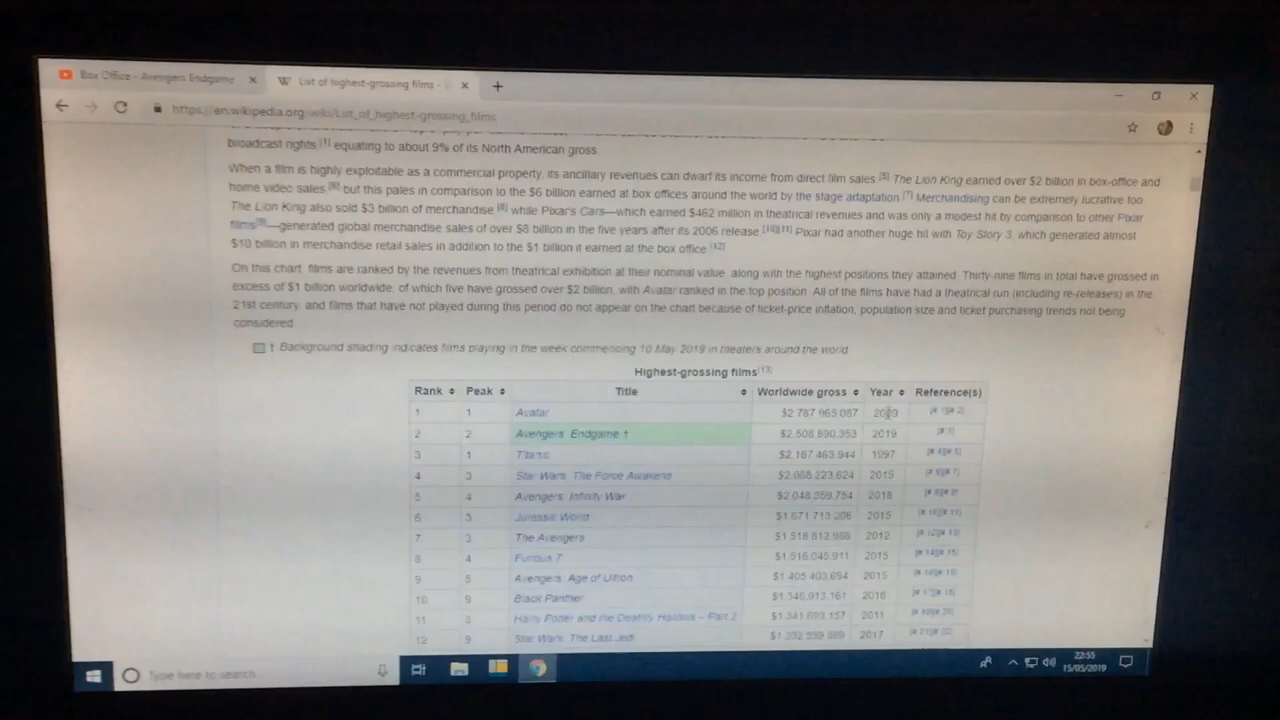 Box Office - Avengers Endgame
List of highest-grossing films -
https://en.wikipedia.org/wiki/List_of_highest-grossing_films
broadcast rights [1] equating to about 9% of its North American gross
When a film is highly exploitable as a commercial property, its ancillary revenues can dwarf its income from direct film sales [5] The Lion King earned over $2 billion in box-office and
home video sales [6] but this pales in comparison to the $6 billion earned at box offices around the world by the stage adaptation [7] Merchandising can be extremely lucrative too
The Lion King also sold $3 billion of merchandise [8] while Pixar's Cars—which earned $462 million in theatrical revenues and was only a modest hit by comparison to other Pixar
films[9]—generated global merchandise sales of over $8 billion in the five years after its 2006 release [10][11] Pixar had another huge hit with Toy Story 3, which generated almost
$10 billion in merchandise retail sales in addition to the $1 billion it earned at the box office [12]
On this chart, films are ranked by the revenues from theatrical exhibition at their nominal value, along with the highest positions they attained. Thirty-nine films in total have grossed in
excess of $1 billion worldwide, of which five have grossed over $2 billion, with Avatar ranked in the top position. All of the films have had a theatrical run (including re-releases) in the
21st century, and films that have not played during this period do not appear on the chart because of ticket-price inflation, population size and ticket purchasing trends not being
considered
† Background shading indicates films playing in the week commencing 10 May 2019 in theaters around the world
Highest-grossing films[13]
Rank Peak Title Worldwide gross Year Reference(s)
1 1 Avatar $2 787 965 087 2009
2 2 Avengers Endgame † 2019
3 1 Titanic 1997
4 3 Star Wars The Force Awakens $2 068,223,624 2015
5 4 Avengers Infinity War $2 048,359,754 2018
6 3 Jurassic World 2015
7 3 The Avengers 2012
8 4 Furious 7 $1 516.045,911 2015
9 5 Avengers Age of Ultron $1 405 403,694 2015
10 9 Black Panther $1.346,913,161 2018
11 3 Harry Potter and the Deathly Hallows – Part 2 2011
12 9 Star Wars The Last Jedi 2017
Type here to search
22:55
15/05/2019